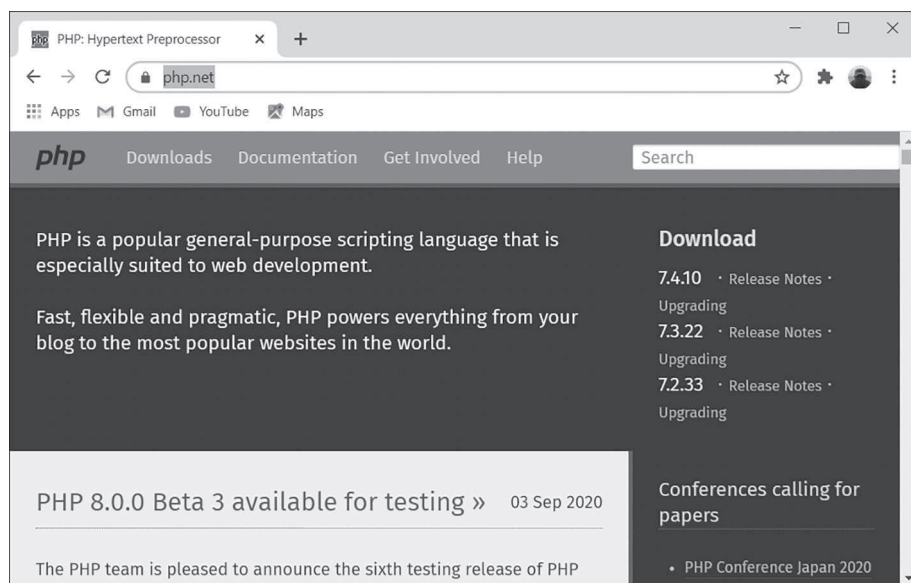 php PHP: Hypertext Preprocessor
php.net
Apps Gmail YouTube Maps
php Downloads Documentation Get Involved Help Search
PHP is a popular general-purpose scripting language that is
especially suited to web development.
Fast, flexible and pragmatic, PHP powers everything from your
blog to the most popular websites in the world.
Download
7.4.10 · Release Notes ·
Upgrading
7.3.22 · Release Notes ·
Upgrading
7.2.33 · Release Notes ·
Upgrading
PHP 8.0.0 Beta 3 available for testing » 03 Sep 2020
The PHP team is pleased to announce the sixth testing release of PHP
Conferences calling for
papers
• PHP Conference Japan 2020